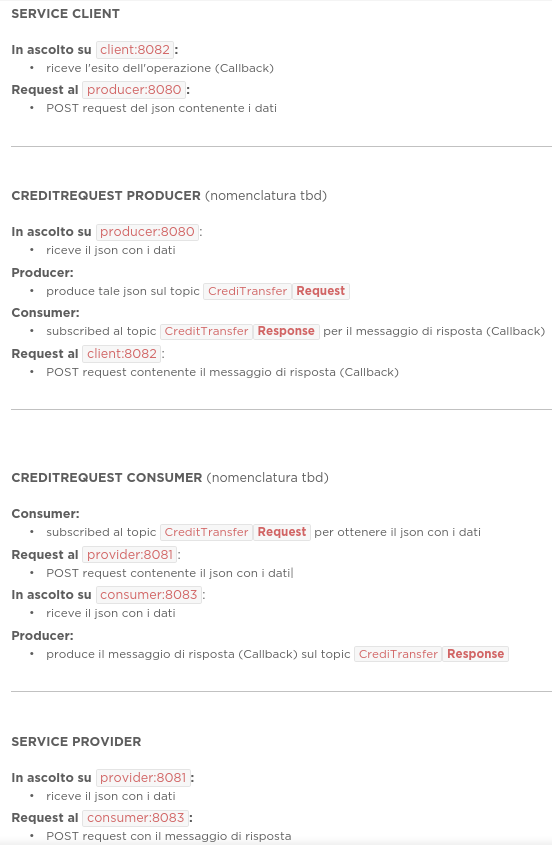 SERVICE CLIENT
In ascolto su client:8082 :
• riceve l'esito dell'operazione (Callback)
Request al producer:8080 :
• POST request del json contenente i dati
CREDITREQUEST PRODUCER (nomenclatura tbd)
In ascolto su producer:8080 :
• riceve il json con i dati
Producer:
• produce tale json sul topic CrediTransfer Request
Consumer:
• subscribed al topic CreditTransfer Response per il messaggio di risposta (Callback)
Request al client:8082 :
• POST request contenente il messaggio di risposta (Callback)
CREDITREQUEST CONSUMER (nomenclatura tbd)
Consumer:
• subscribed al topic CreditTransfer Request per ottenere il json con i dati
Request al provider:8081 :
• POST request contenente il json con i dati
In ascolto su consumer:8083 :
• riceve il json con i dati
Producer:
• produce il messaggio di risposta (Callback) sul topic CrediTransfer Response
SERVICE PROVIDER
In ascolto su provider:8081 :
• riceve il json con i dati
Request al consumer:8083 :
• POST request con il messaggio di risposta